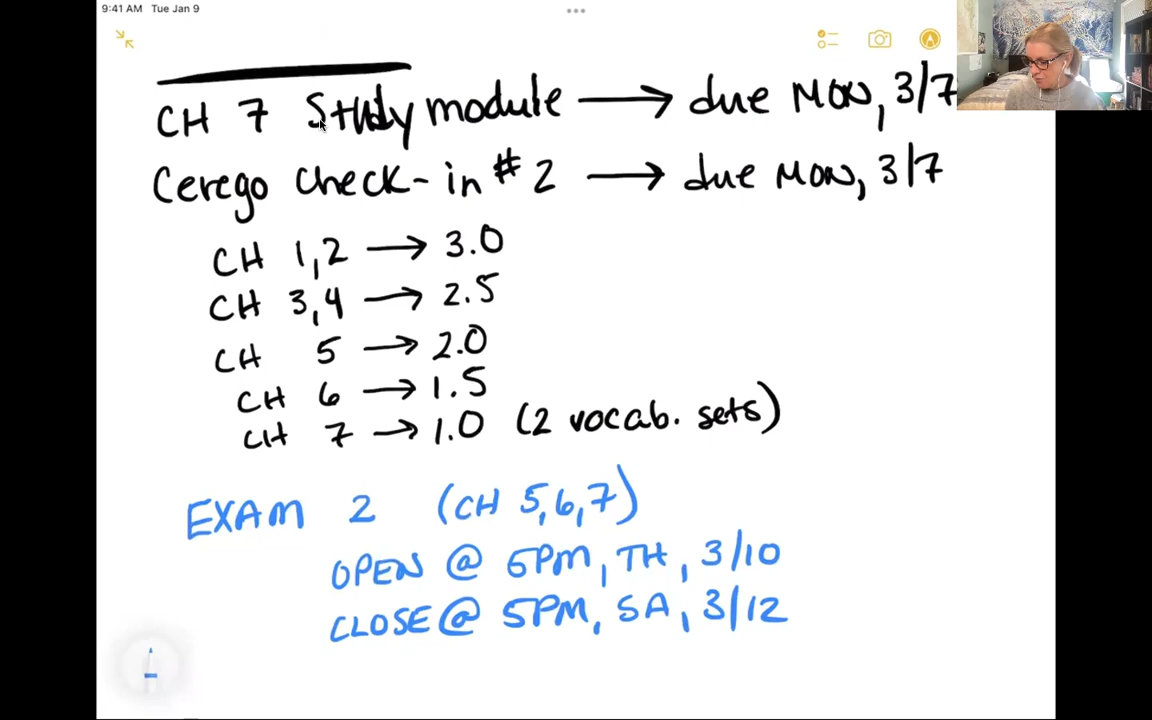 9:41 AM Tue Jan 9
CH 7 Study module → due MON, 3/7
Cerego check-in # 2 → due MON, 3/7
CH 1,2 → 3.0
CH 3,4 → 2.5
CH 5 → 2.0
CH 6 → 1.5
CH 7 → 1.0 (2 vocab. sets)
EXAM 2 (CH 5,6,7)
OPEN @ 5PM, TH, 3/10
CLOSE @ 5PM, SA, 3/12